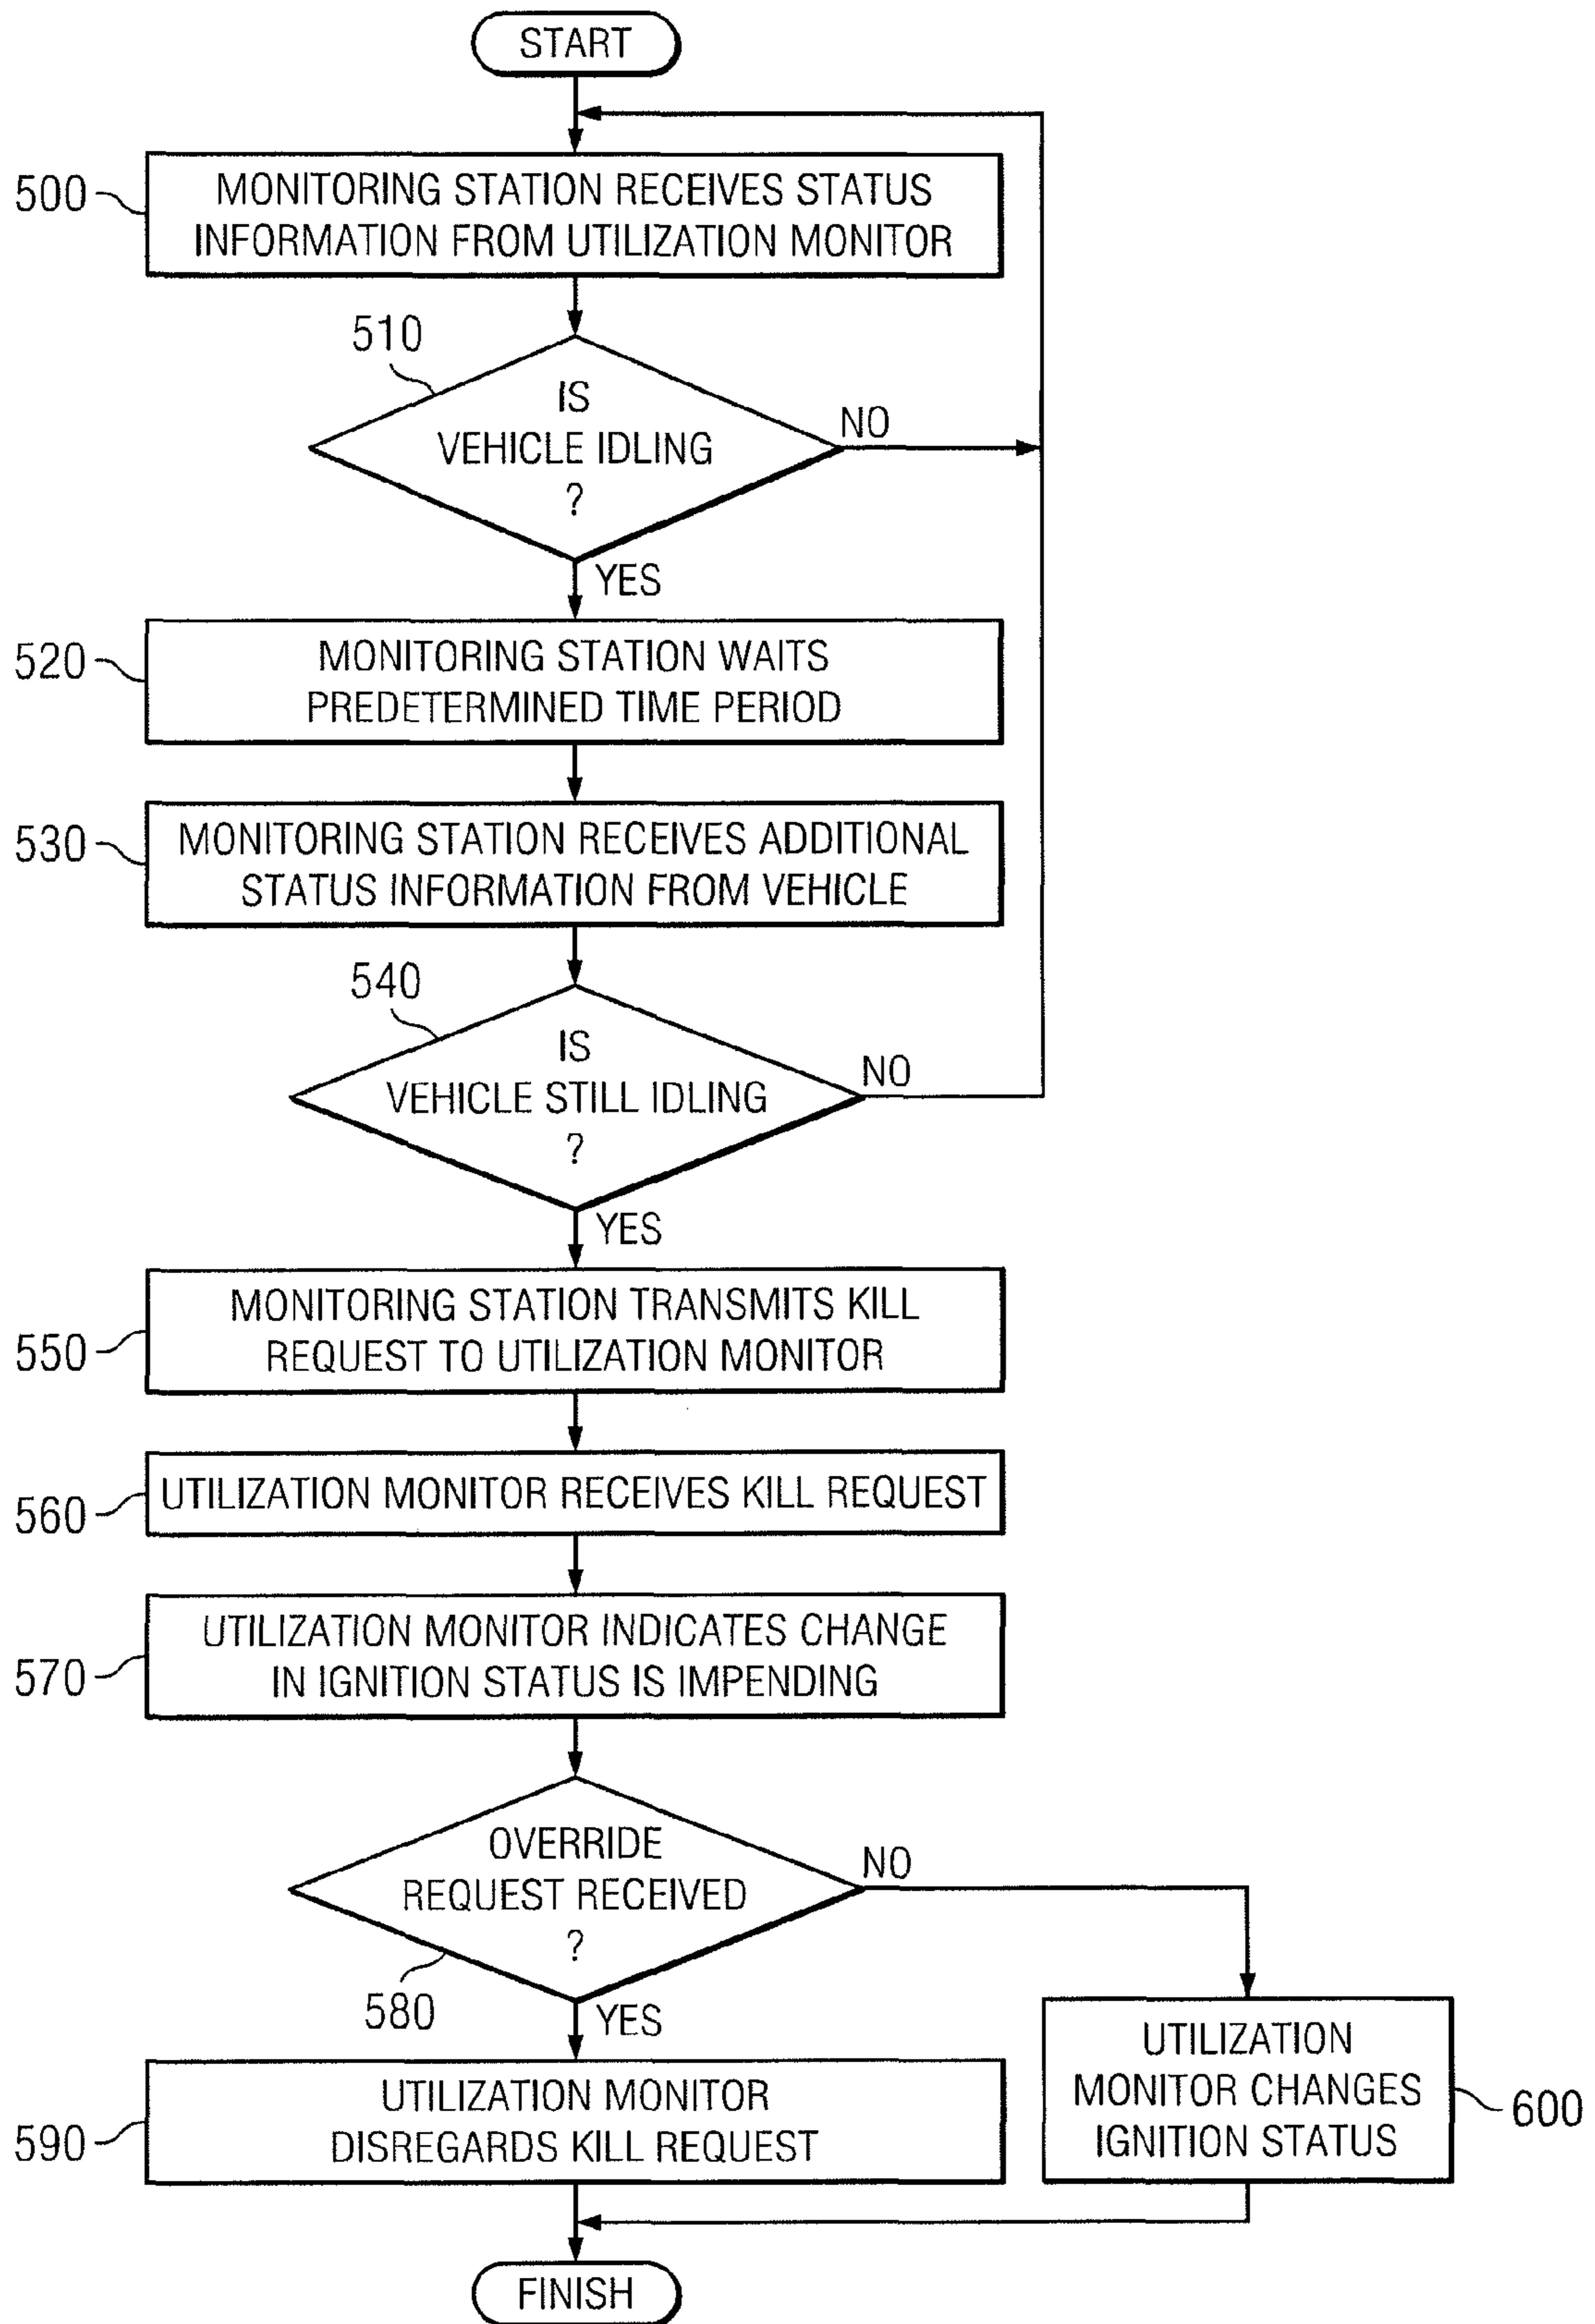 START
500
MONITORING STATION RECEIVES STATUS
INFORMATION FROM UTILIZATION MONITOR
510
IS
VEHICLE IDLING
?
NO
YES
520
MONITORING STATION WAITS
PREDETERMINED TIME PERIOD
530
MONITORING STATION RECEIVES ADDITIONAL
STATUS INFORMATION FROM VEHICLE
540
IS
VEHICLE STILL IDLING
?
NO
YES
550
MONITORING STATION TRANSMITS KILL
REQUEST TO UTILIZATION MONITOR
560
UTILIZATION MONITOR RECEIVES KILL REQUEST
570
UTILIZATION MONITOR INDICATES CHANGE
IN IGNITION STATUS IS IMPENDING
OVERRIDE
REQUEST RECEIVED
?
NO
580
YES
590
UTILIZATION MONITOR
DISREGARDS KILL REQUEST
UTILIZATION
MONITOR CHANGES
IGNITION STATUS
600
FINISH